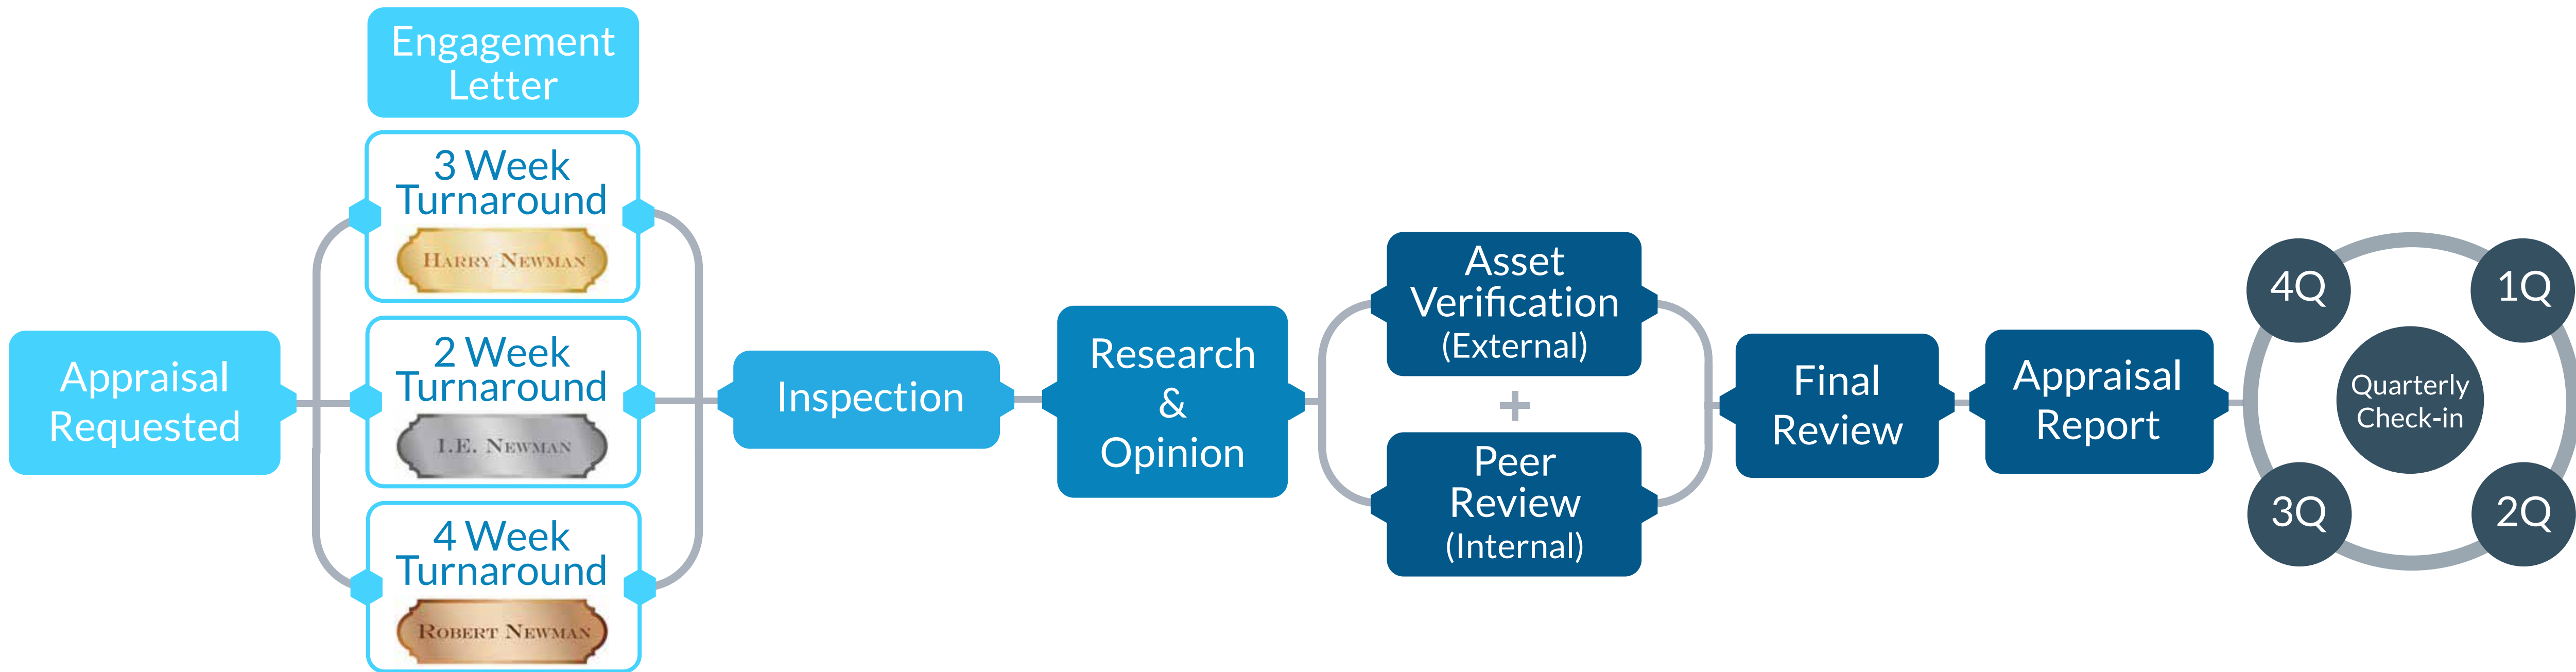 Appraisal
Requested
Engagement
Letter
3 Week
Turnaround
HARRY NEWMAN
2 Week
Turnaround
I.E. NEWMAN
4 Week
Turnaround
ROBERT NEWMAN
Inspection
Research
&
Opinion
Asset
Verification
(External)
+
Peer
Review
(Internal)
Final
Review
Appraisal
Report
4Q
1Q
Quarterly
Check-in
3Q
2Q